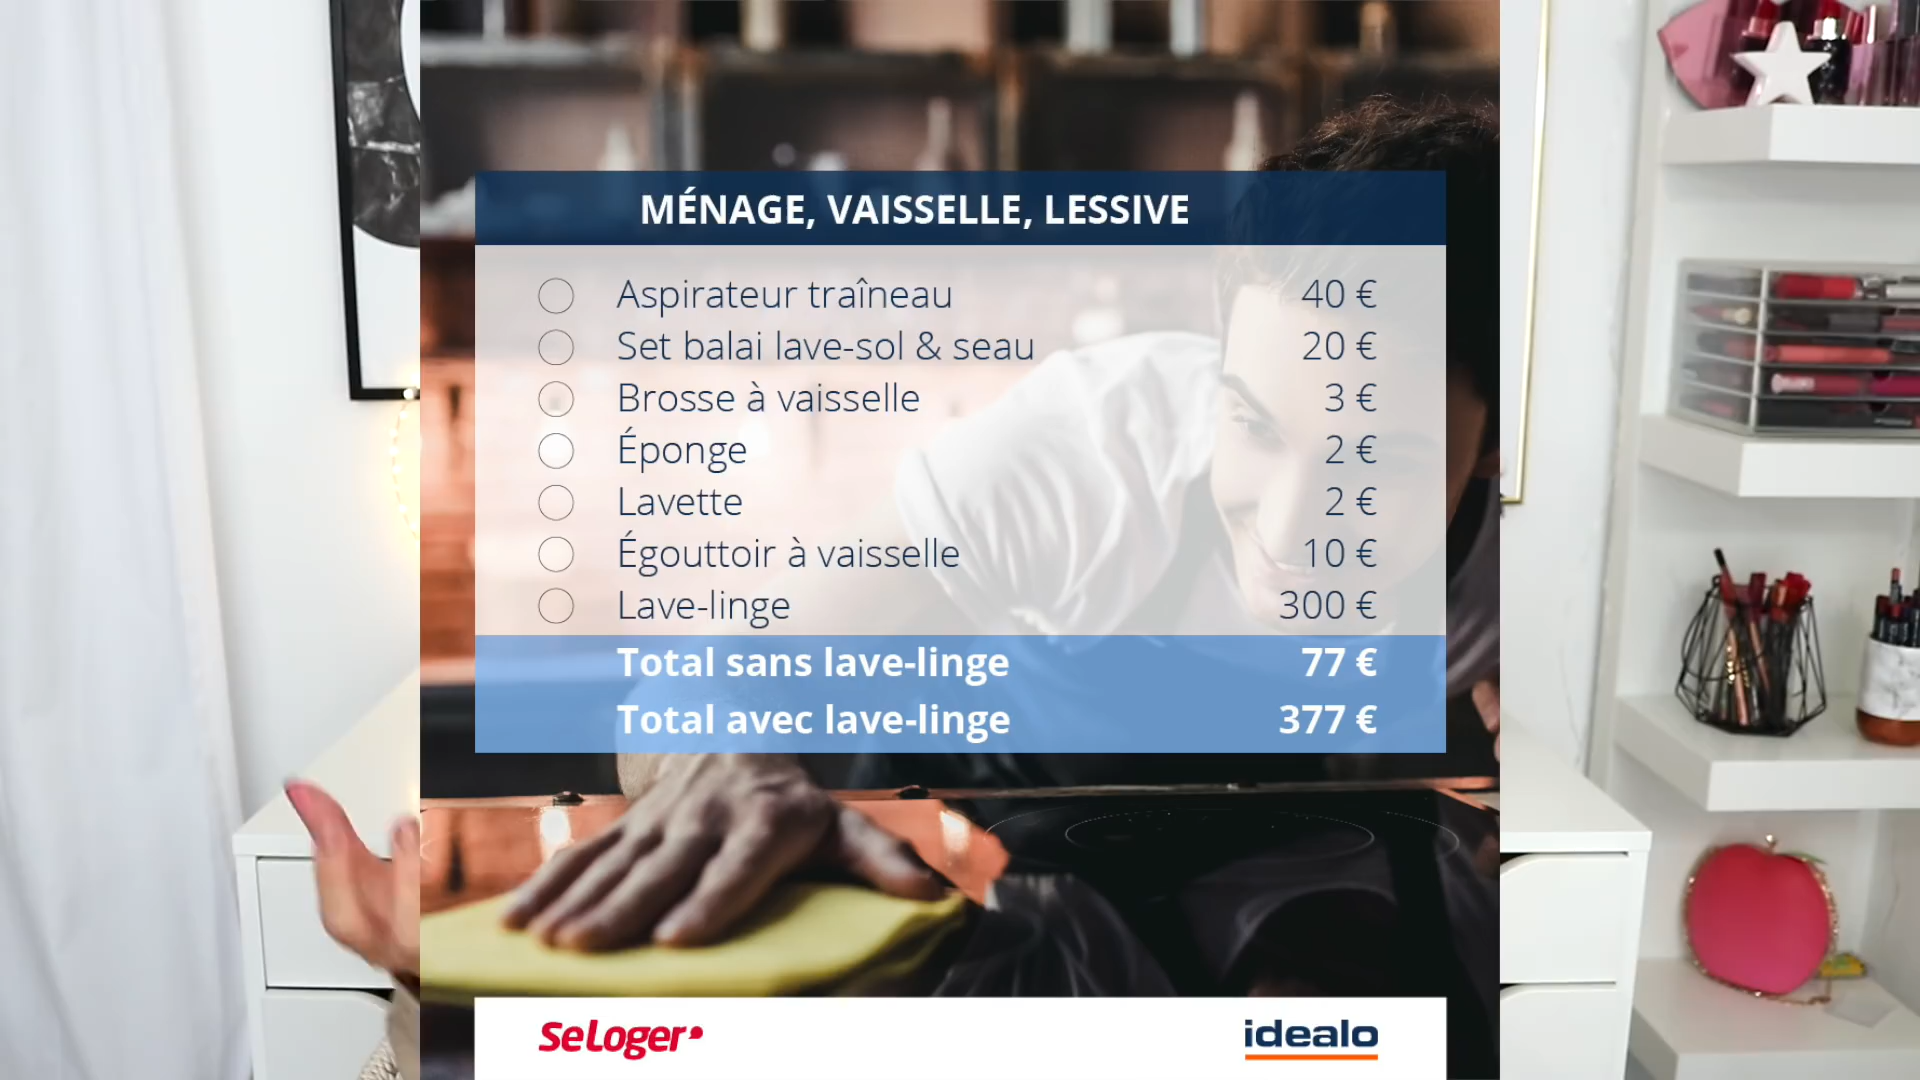 MÉNAGE, VAISSELLE, LESSIVE
Aspirateur traîneau 40 €
Set balai lave-sol & seau 20 €
Brosse à vaisselle 3 €
Éponge 2 €
Lavette 2 €
Égouttoir à vaisselle 10 €
Lave-linge 300 €
Total sans lave-linge 77 €
Total avec lave-linge 377 €
SeLoger idealo